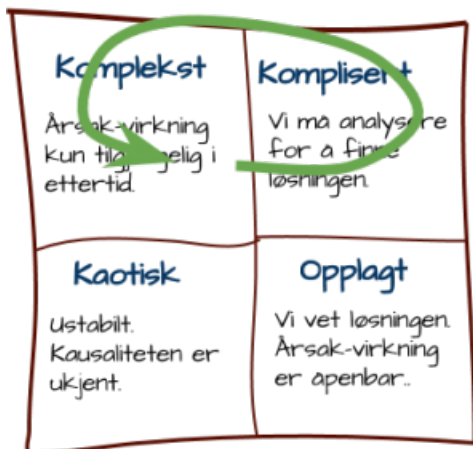 Komplekst
Årsak-virkning
kun tilgjengelig i
ettertid.
Komplisert
Vi må analysere
for å finne
løsningen.
Kaotisk
Ustabilt.
Kausaliteten er
ukjent.
Opplagt
Vi vet løsningen.
Årsak-virkning
er åpenbar..